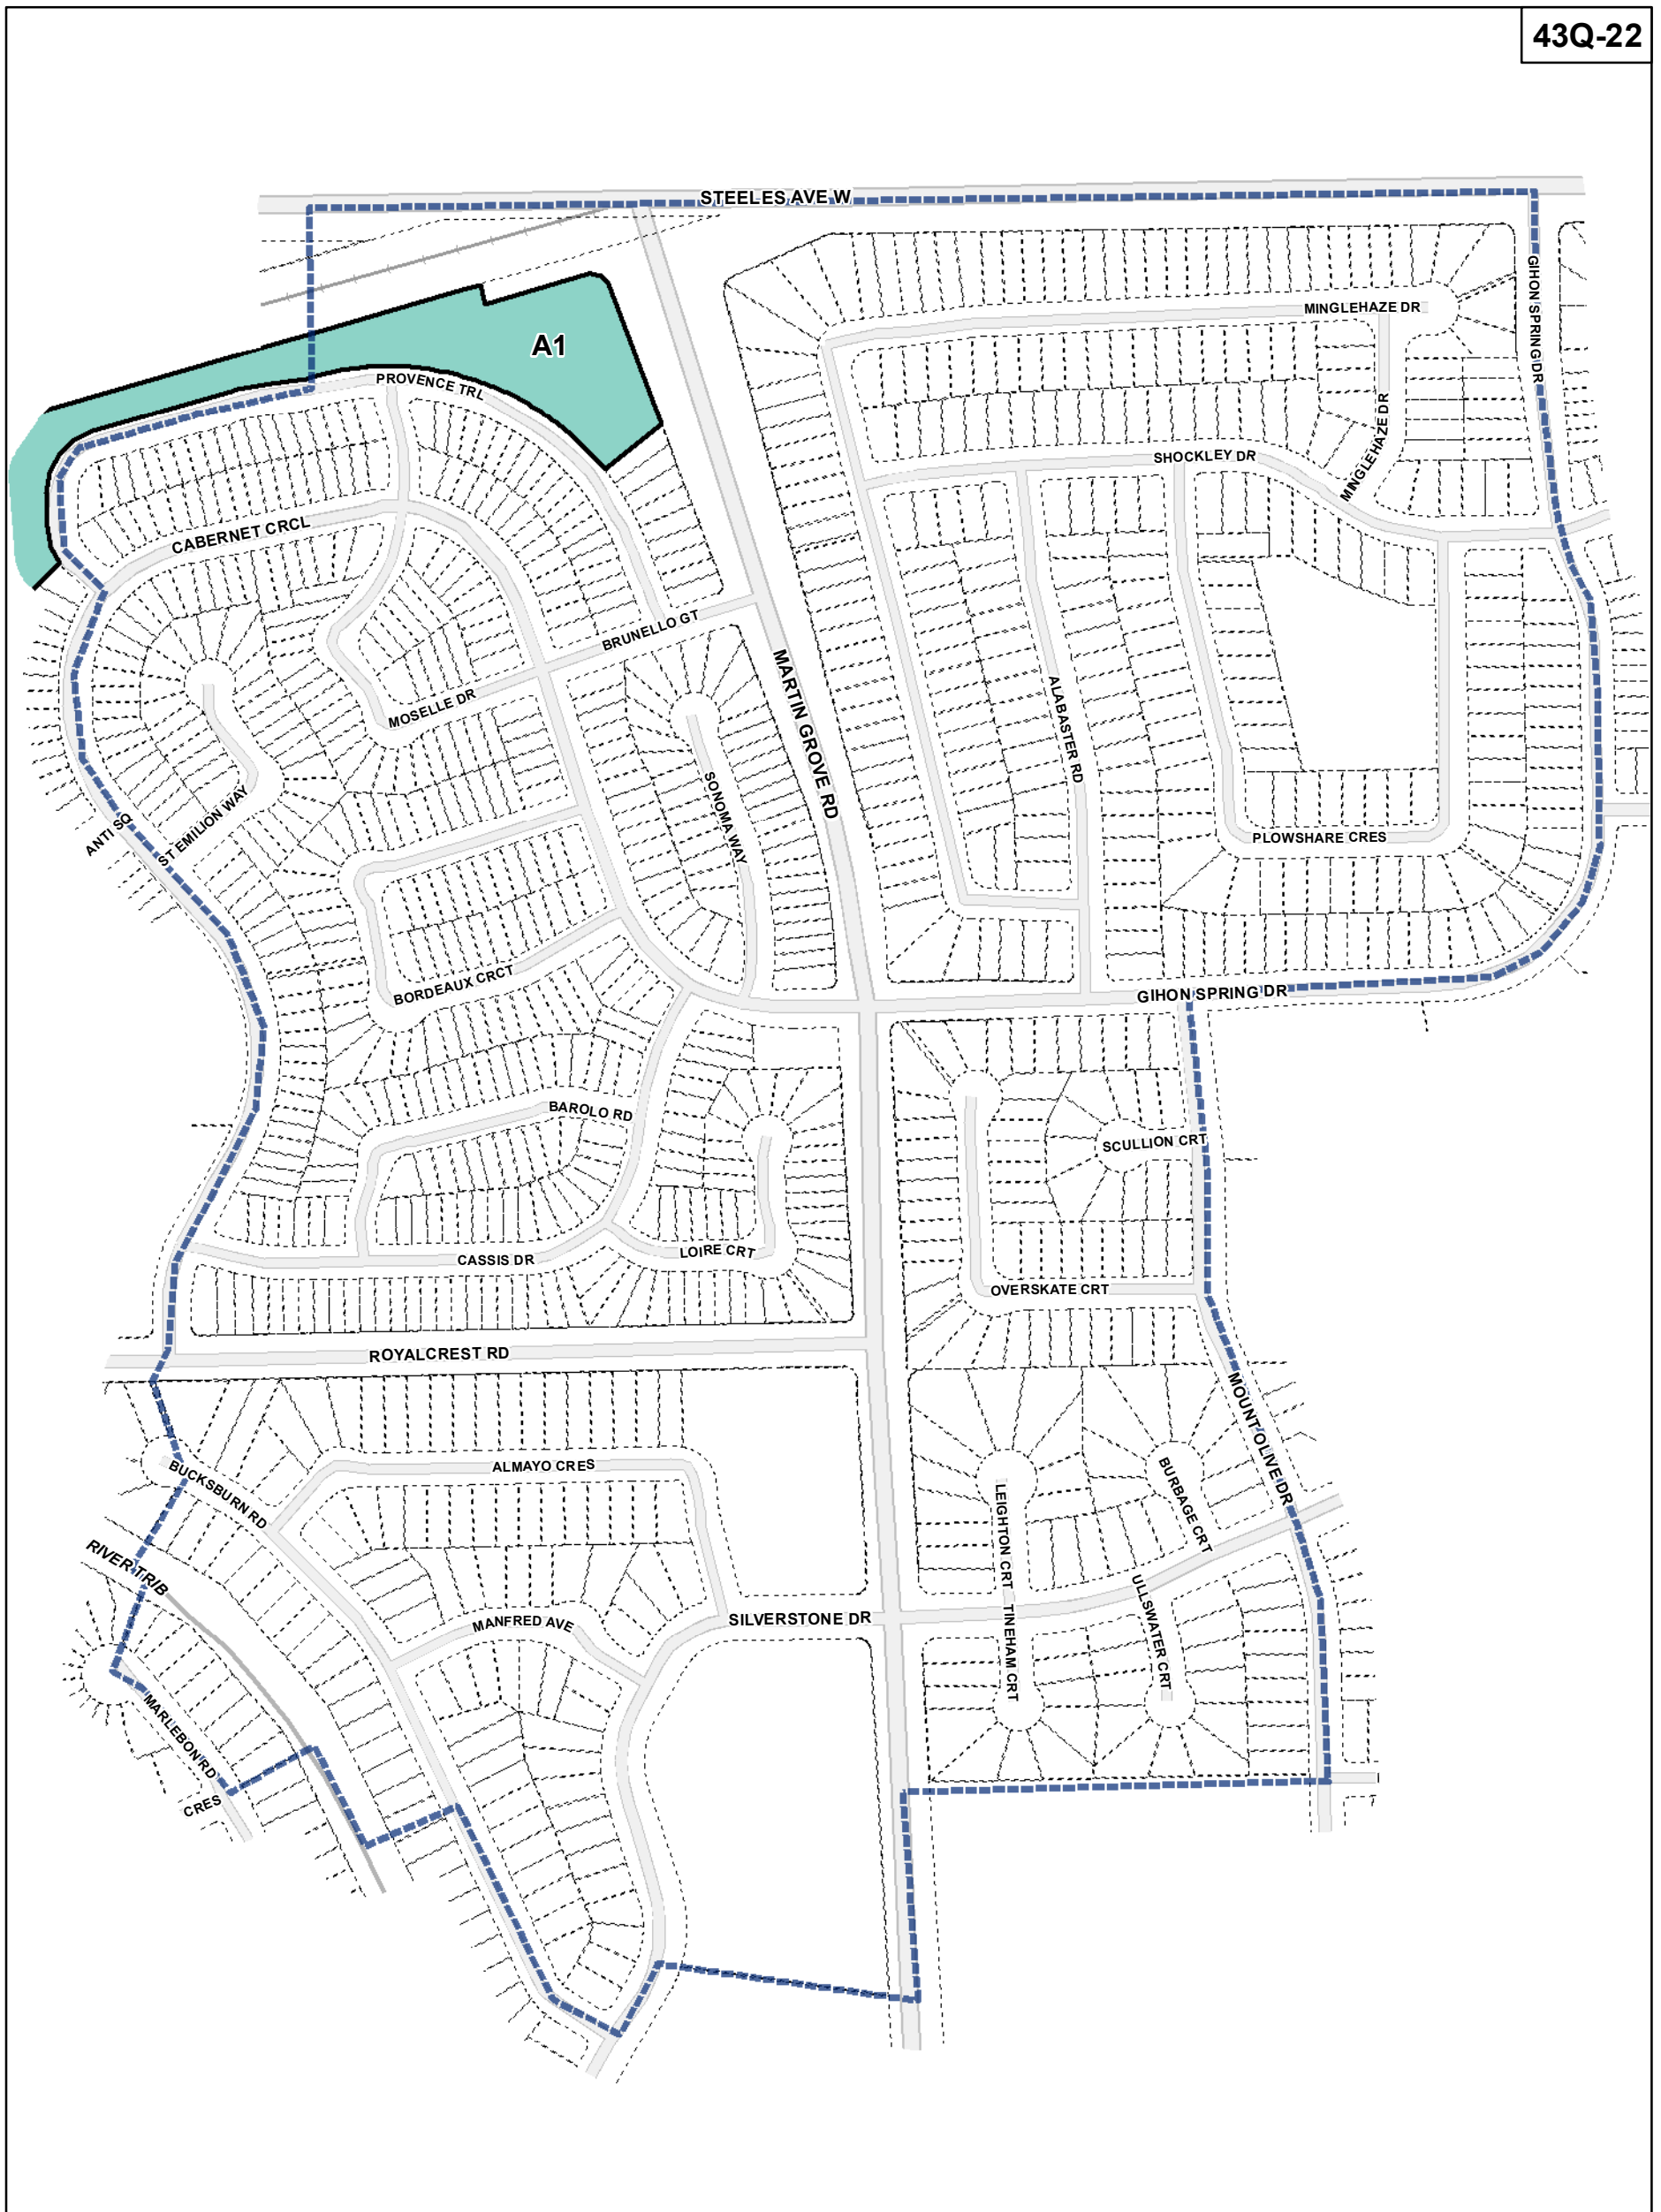 43Q-22
STEELES AVE W
GIHON SPRING DR
MINGLEHAZE DR
A1
PROVENCE TRL
MINGLEHAZE DR
SHOCKLEY DR
CABERNET CRCL
BRUNELLO GT
MARTIN GROVE RD
MOSELLE DR
ALABASTER RD
SONOMA WAY
ANTI SQ
ST EMILION WAY
PLOWSHARE CRES
BORDEAUX CRCT
GIHON SPRING DR
BAROLO RD
SCULLION CRT
CASSIS DR
LOIRE CRT
OVERSKATE CRT
ROYALCREST RD
MOUNT OLIVE DR
ALMAYO CRES
BUCKSBURN RD
LEIGHTON CRT
BURBAGE CRT
RIVER TRIB
MANFRED AVE
SILVERSTONE DR
TINEHAM CRT
ULLSWATER CRT
MARLEBON RD
CRES